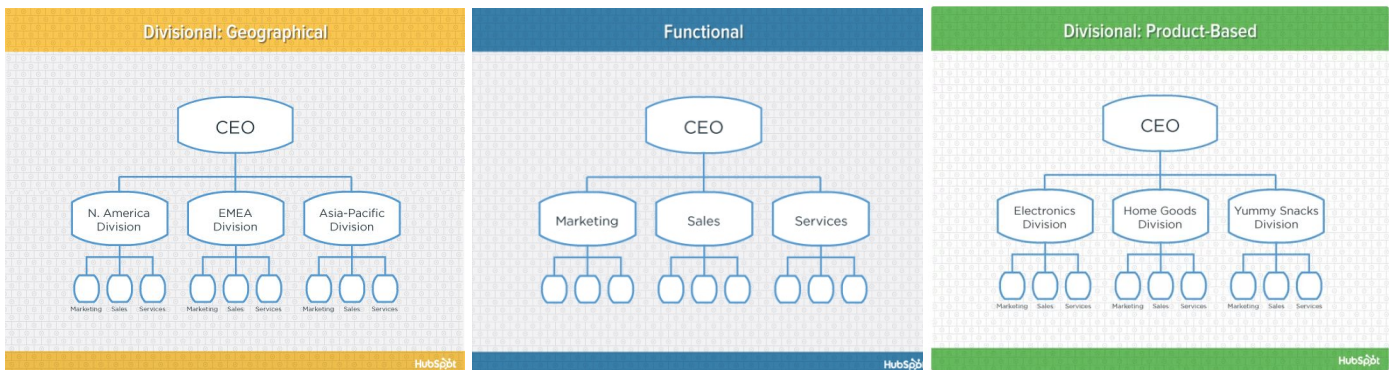 Divisional: Geographical
CEO
N. America
Division
EMEA
Division
Asia-Pacific
Division
Marketing Sales Services
Marketing Sales Services
Marketing Sales Services
HubSpot
Functional
CEO
Marketing
Sales
Services
HubSpot
Divisional: Product-Based
CEO
Electronics
Division
Home Goods
Division
Yummy Snacks
Division
Marketing Sales Services
Marketing Sales Services
Marketing Sales Services
HubSpot